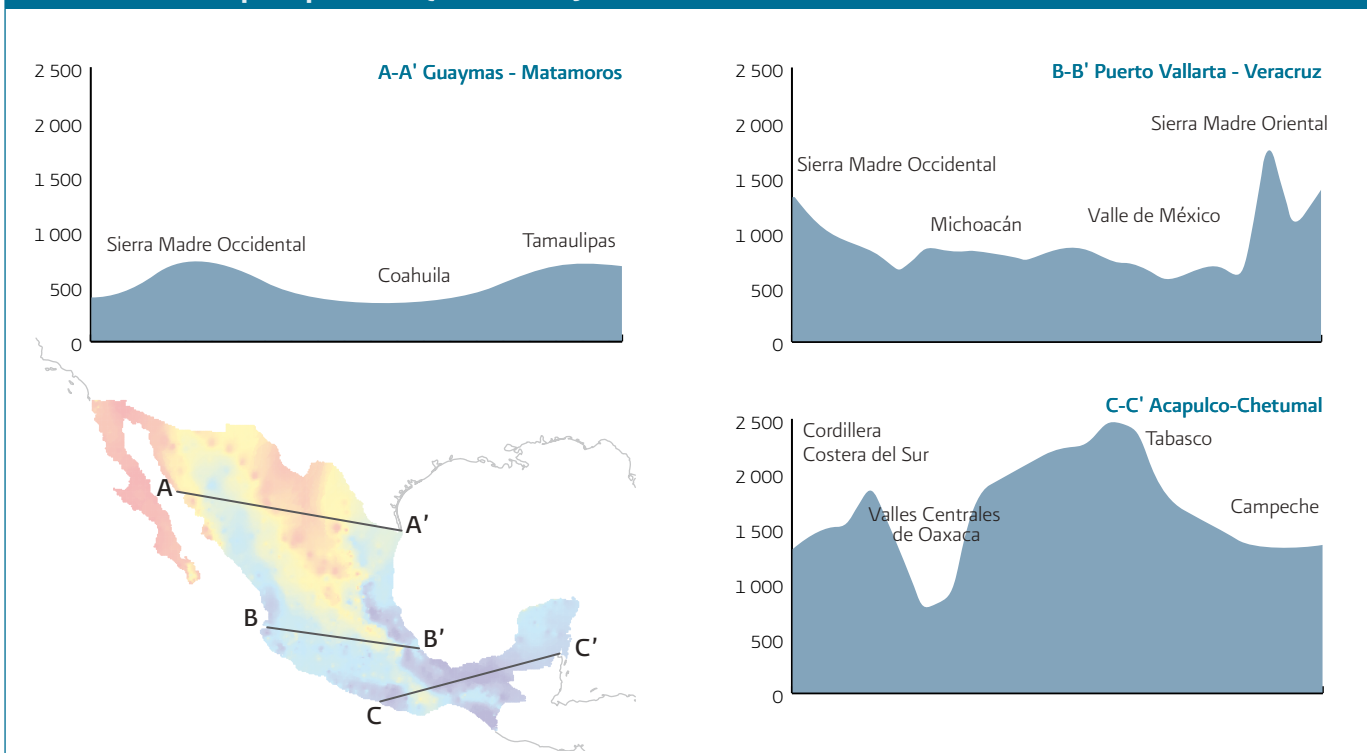 A-A' Guaymas - Matamoros
2 500
2 000
1 500
1 000
500
0
Sierra Madre Occidental
Coahuila
Tamaulipas
B-B' Puerto Vallarta - Veracruz
2 500
2 000
1 500
1 000
500
0
Sierra Madre Occidental
Michoacán
Valle de México
Sierra Madre Oriental
A
A'
B
B'
C
C'
C-C' Acapulco-Chetumal
2 500
2 000
1 500
1 000
500
0
Cordillera
Costera del Sur
Valles Centrales
de Oaxaca
Tabasco
Campeche